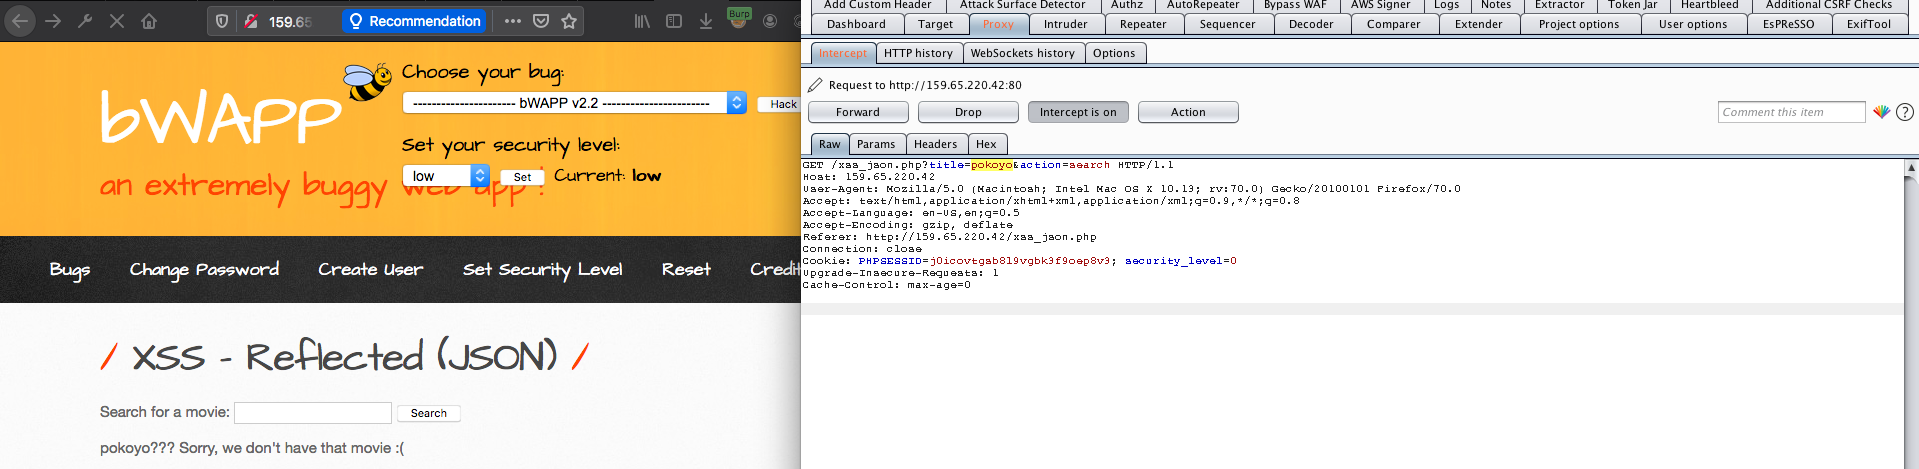 159.65
Recommendation
Burp
Choose your bug:
---------------------- bWAPP v2.2 -----------------------
Hack
bWAPP
Set your security level:
low
Set
Current: low
an extremely buggy web app !
Bugs
Change Password
Create User
Set Security Level
Reset
Credit
/ XSS - Reflected (JSON) /
Search for a movie:
Search
pokoyo??? Sorry, we don't have that movie :(
Add Custom Header
Attack Surface Detector
Authz
AutoRepeater
Bypass WAF
AWS Signer
Logs
Notes
Extractor
Token Jar
Heartbleed
Additional CSRF Checks
Dashboard
Target
Proxy
Intruder
Repeater
Sequencer
Decoder
Comparer
Extender
Project options
User options
EsPReSSO
ExifTool
Intercept
HTTP history
WebSockets history
Options
Request to http://159.65.220.42:80
Forward
Drop
Intercept is on
Action
Comment this item
?
Raw
Params
Headers
Hex
GET /xss_json.php?title=pokoyo&action=search HTTP/1.1
Host: 159.65.220.42
User-Agent: Mozilla/5.0 (Macintosh; Intel Mac OS X 10.13; rv:70.0) Gecko/20100101 Firefox/70.0
Accept: text/html,application/xhtml+xml,application/xml;q=0.9,*/*;q=0.8
Accept-Language: en-US,en;q=0.5
Accept-Encoding: gzip, deflate
Referer: http://159.65.220.42/xss_json.php
Connection: close
Cookie: PHPSESSID=j0icovtgab8l9vgbk3f9oep8v3; security_level=0
Upgrade-Insecure-Requests: 1
Cache-Control: max-age=0